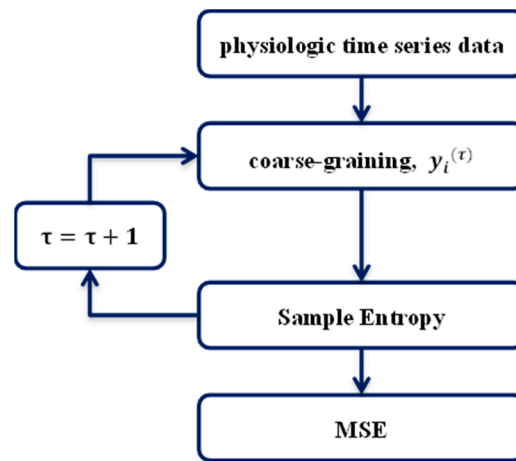 physiologic time series data
coarse-graining, yᵢ⁽ᵗ⁾
τ = τ + 1
Sample Entropy
MSE